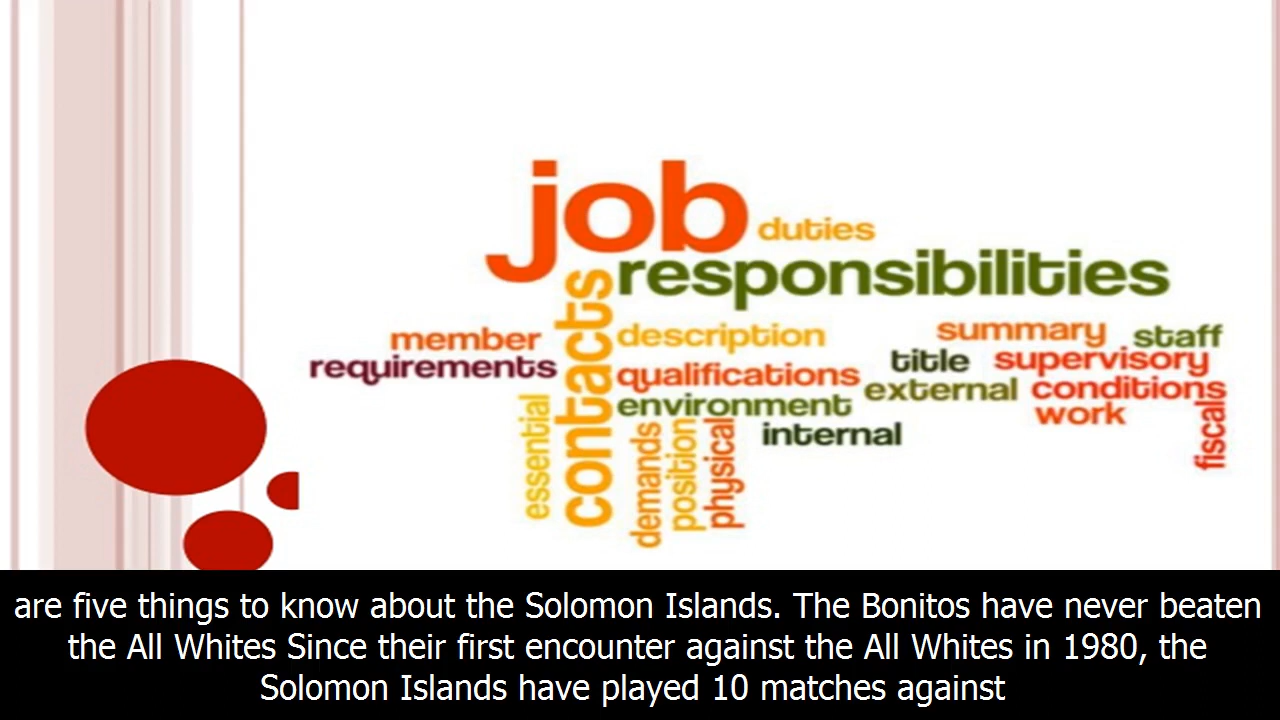 job
duties
responsibilities
contacts
member
description
summary
staff
requirements
title
supervisory
qualifications
external
conditions
environment
work
internal
fiscal
essential
demands
position
physical
are five things to know about the Solomon Islands. The Bonitos have never beaten
the All Whites Since their first encounter against the All Whites in 1980, the
Solomon Islands have played 10 matches against